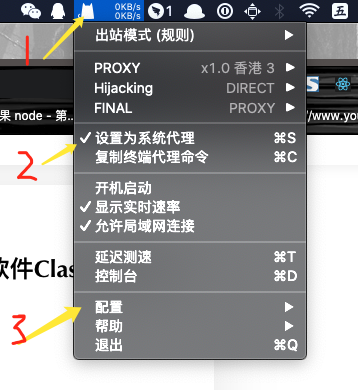 0KB/s
0KB/s
1
五
1
出站模式 (规则) ▶
PROXY x1.0 香港 3 ▶
Hijacking DIRECT ▶
FINAL PROXY ▶
果 node - 第...
//www.you
2
✓ 设置为系统代理 ⌘S
复制终端代理命令 ⌘C
开机启动
✓ 显示实时速率
✓ 允许局域网连接
软件Clas
延迟测速 ⌘T
控制台 ⌘D
3
配置 ▶
帮助 ▶
退出 ⌘Q